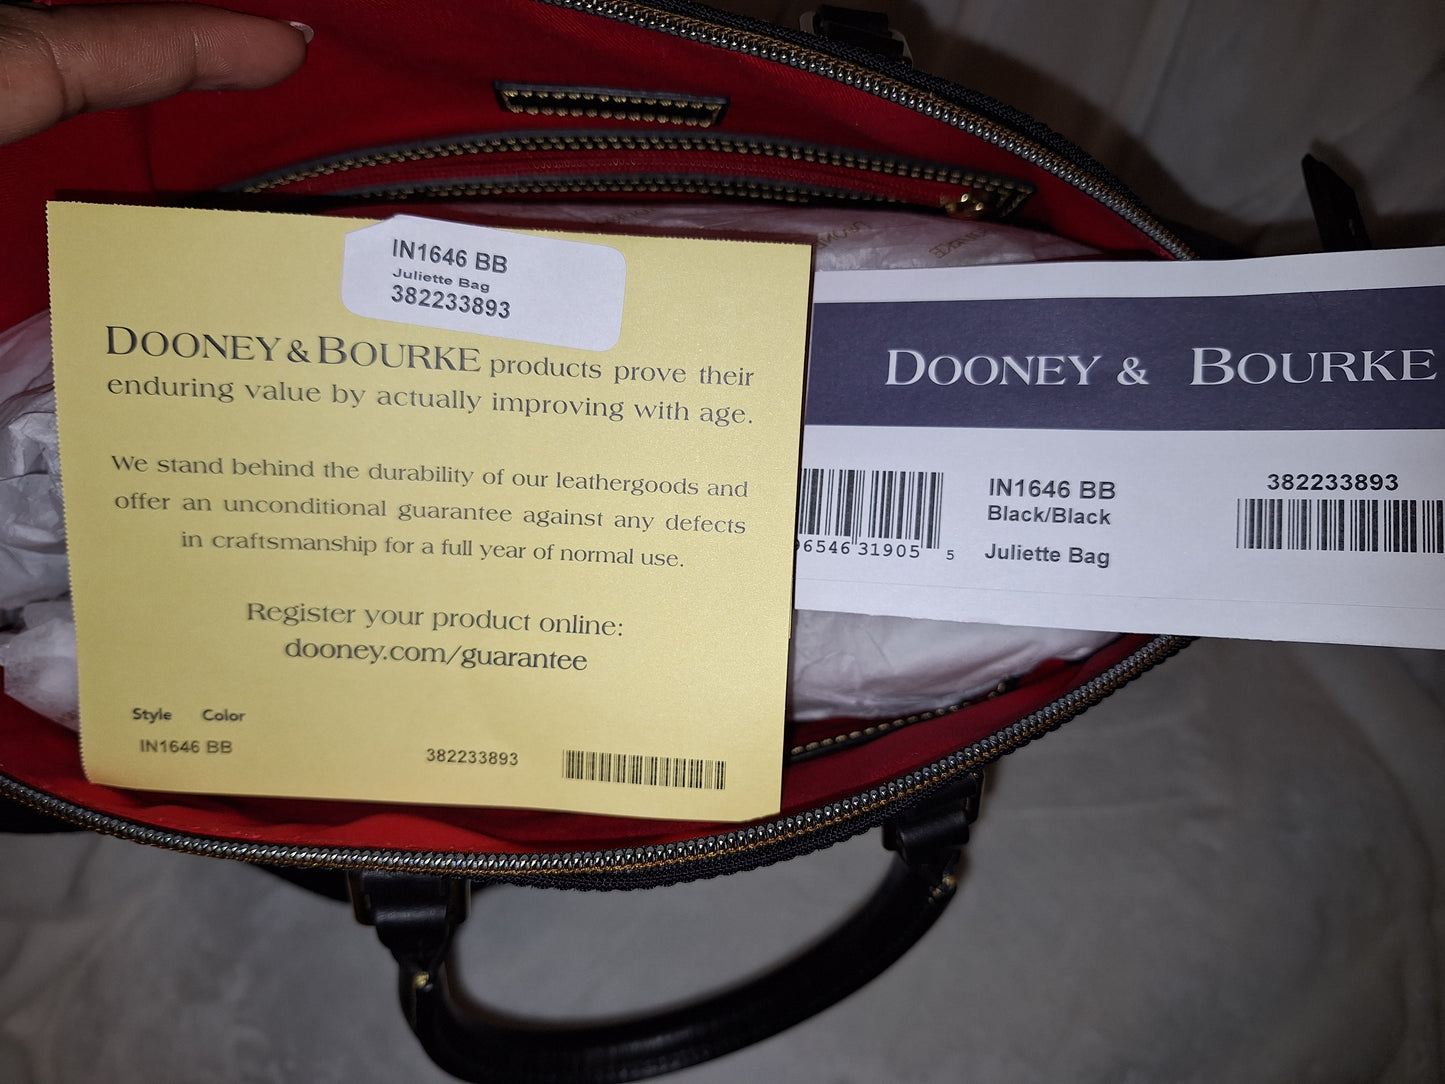 IN1646 BB
Juliette Bag
382233893
DOONEY & BOURKE products prove their
enduring value by actually improving with age.
We stand behind the durability of our leathergoods and
offer an unconditional guarantee against any defects
in craftsmanship for a full year of normal use.
Register your product online:
dooney.com/guarantee
Style Color
IN1646 BB
382233893
DOONEY & BOURKE
96546 31905 5
IN1646 BB
Black/Black
Juliette Bag
382233893